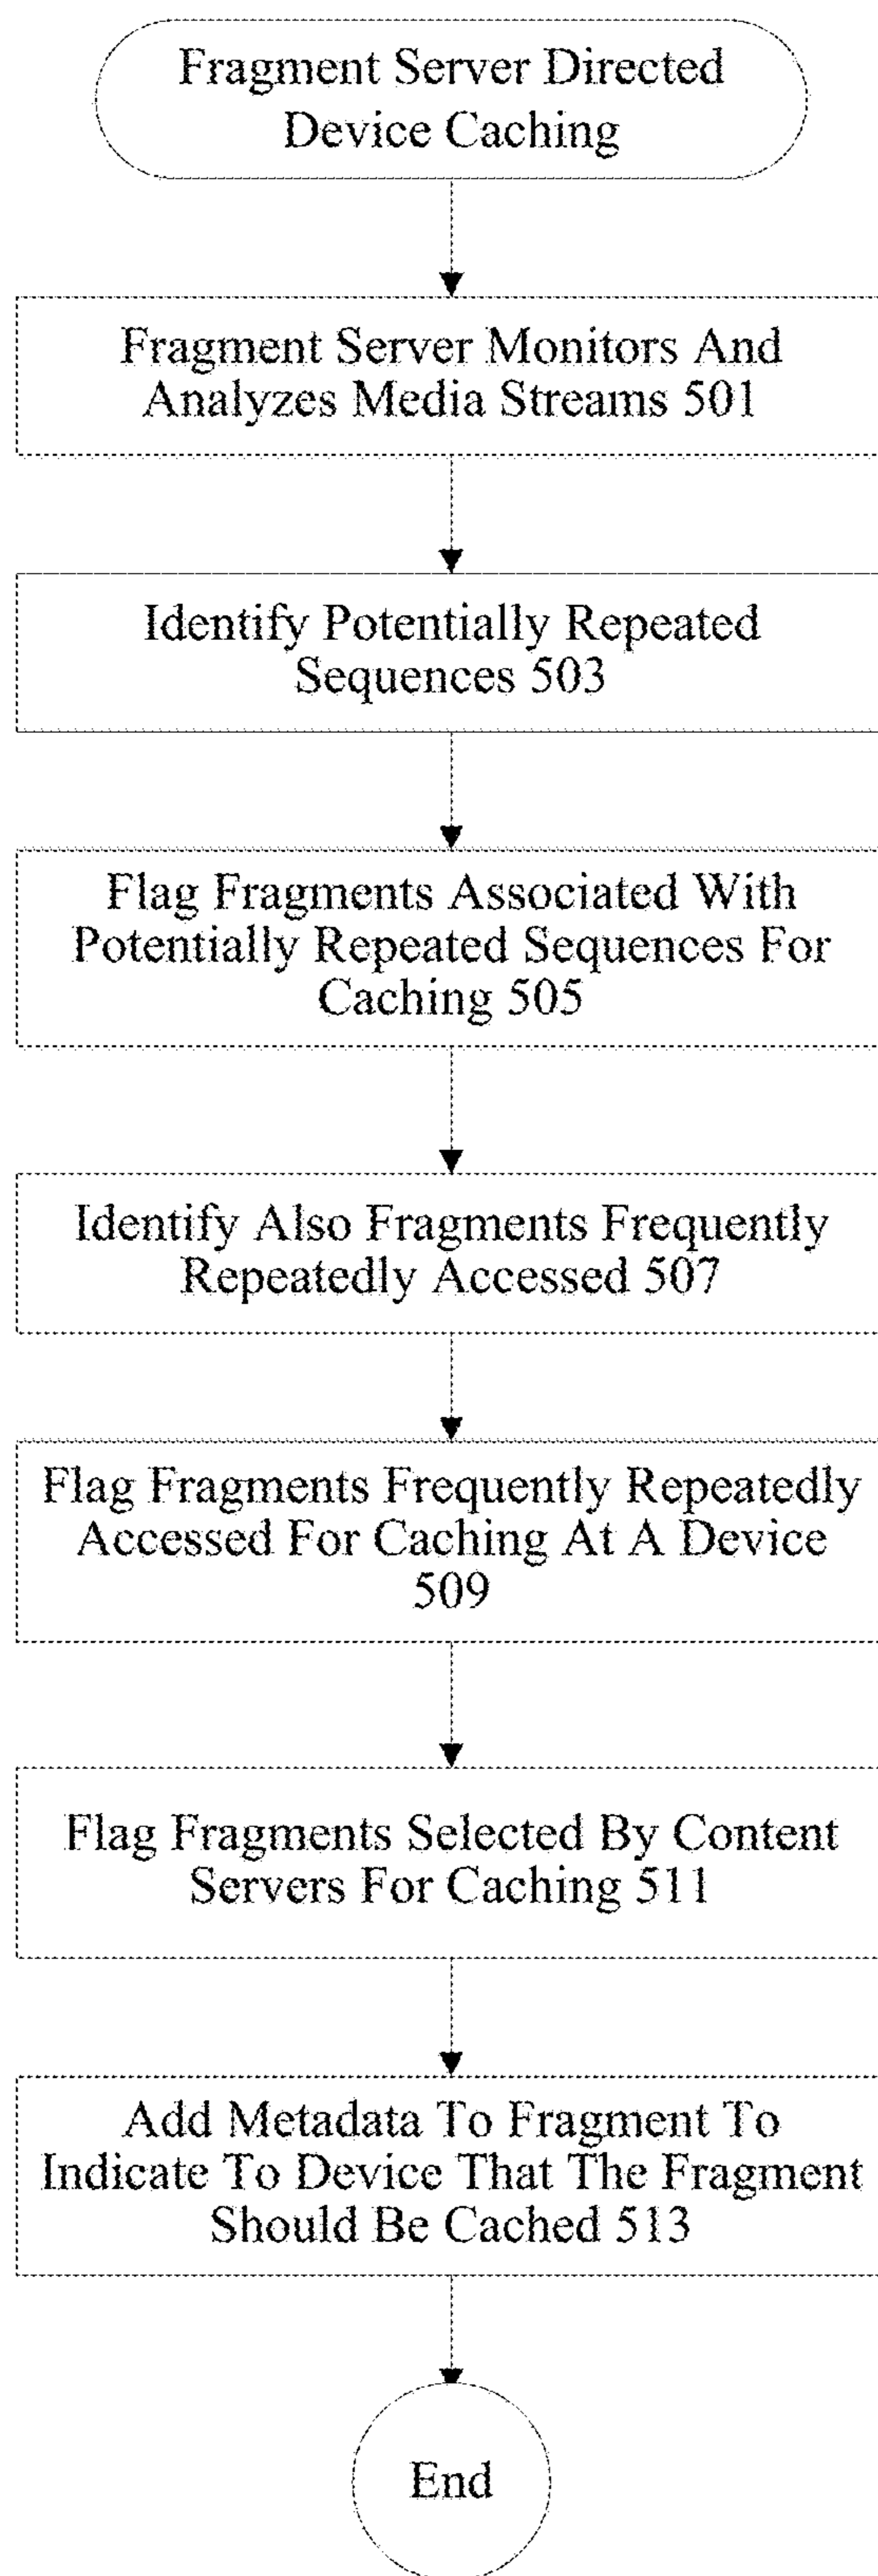 Fragment Server Directed
Device Caching
Fragment Server Monitors And
Analyzes Media Streams 501
Identify Potentially Repeated
Sequences 503
Flag Fragments Associated With
Potentially Repeated Sequences For
Caching 505
Identify Also Fragments Frequently
Repeatedly Accessed 507
Flag Fragments Frequently Repeatedly
Accessed For Caching At A Device
509
Flag Fragments Selected By Content
Servers For Caching 511
Add Metadata To Fragment To
Indicate To Device That The Fragment
Should Be Cached 513
End